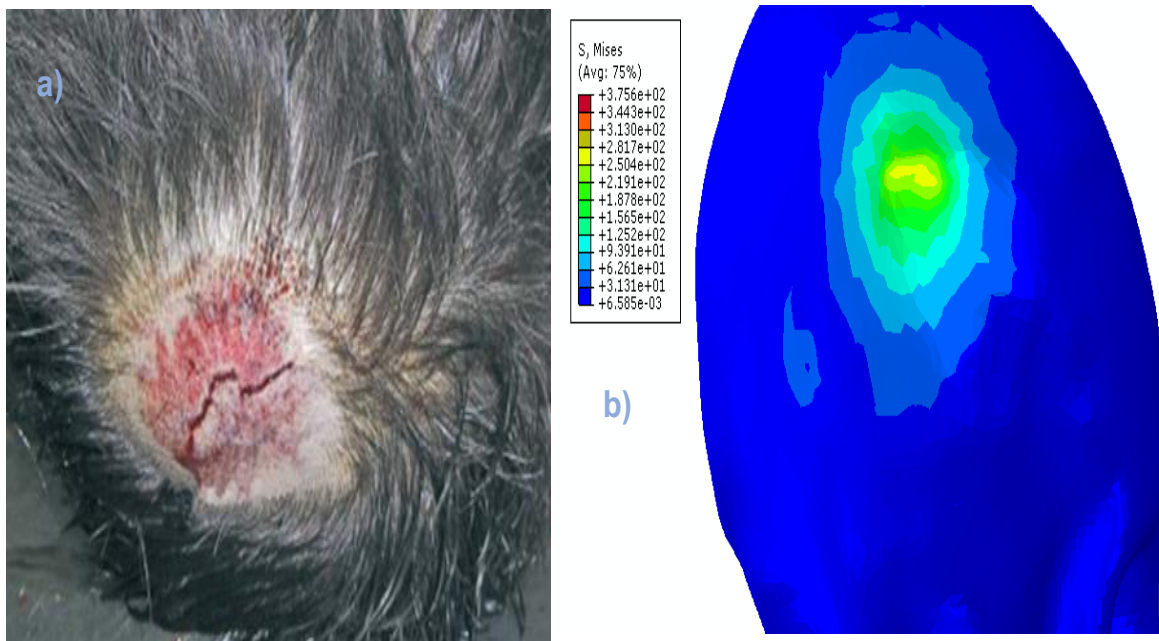 a)
S, Mises
(Avg: 75%)
+3.756e+02
+3.443e+02
+3.130e+02
+2.817e+02
+2.504e+02
+2.191e+02
+1.878e+02
+1.565e+02
+1.252e+02
+9.391e+01
+6.261e+01
+3.131e+01
+6.585e-03
b)